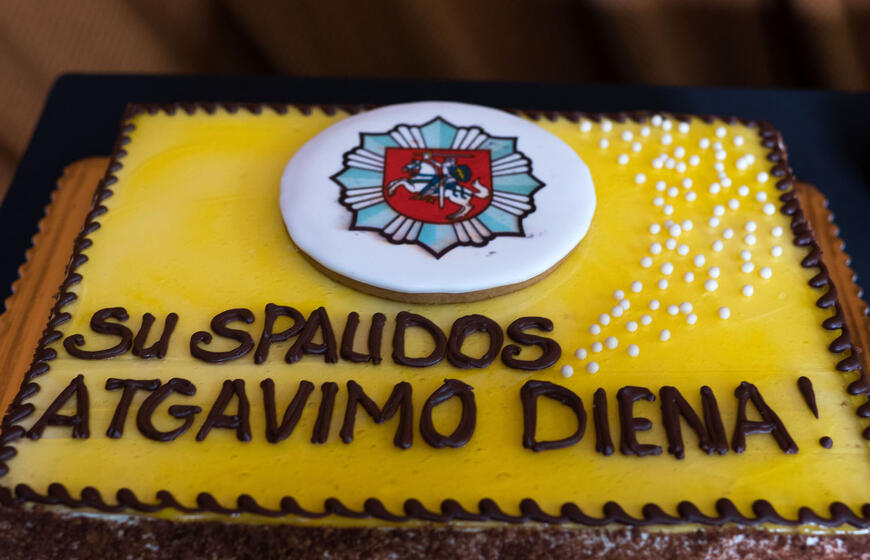 SU SPAUDOS
ATGAVIMO DIENA!